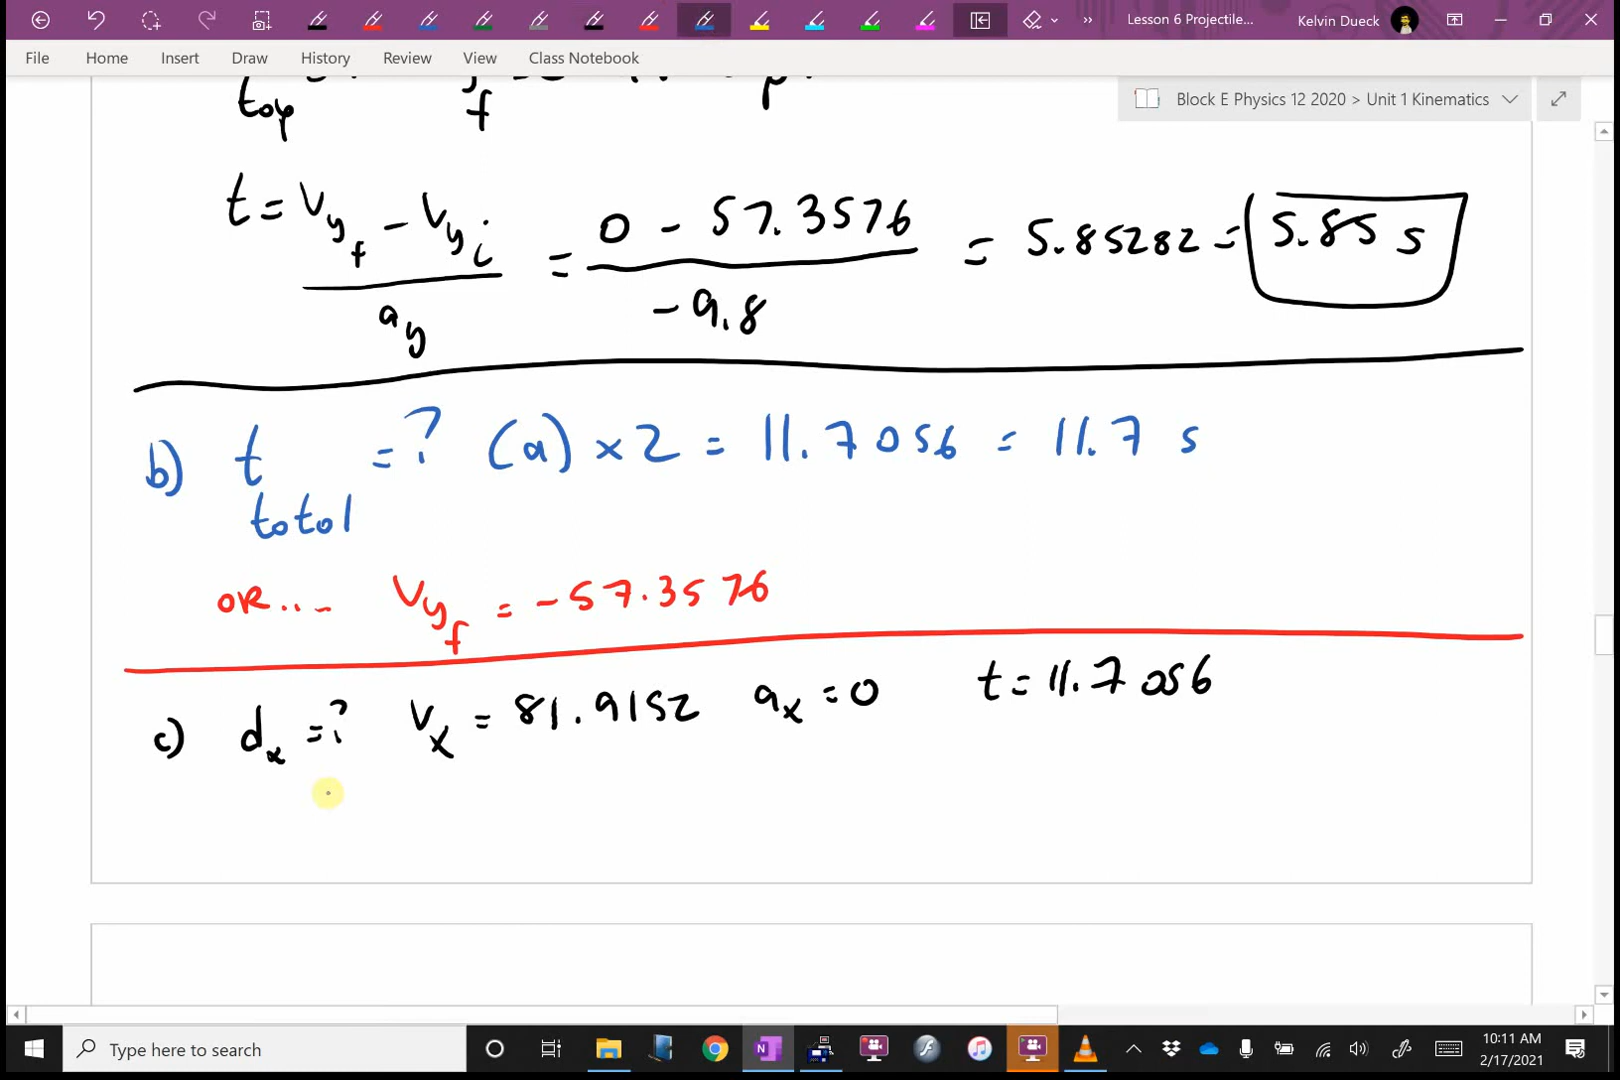 Lesson 6 Projectile... Kelvin Dueck
File Home Insert Draw History Review View Class Notebook
Block E Physics 12 2020 > Unit 1 Kinematics
top f
t = Vyf - Vyi / ay = 0 - 57.3576 / -9.8 = 5.85282 = 5.85 s
b) t total = ? (a) x 2 = 11.7056 = 11.7 s
OR... Vyf = -57.3576
c) dx = ? Vx = 81.9152 ax = 0 t = 11.7056
Type here to search
10:11 AM
2/17/2021